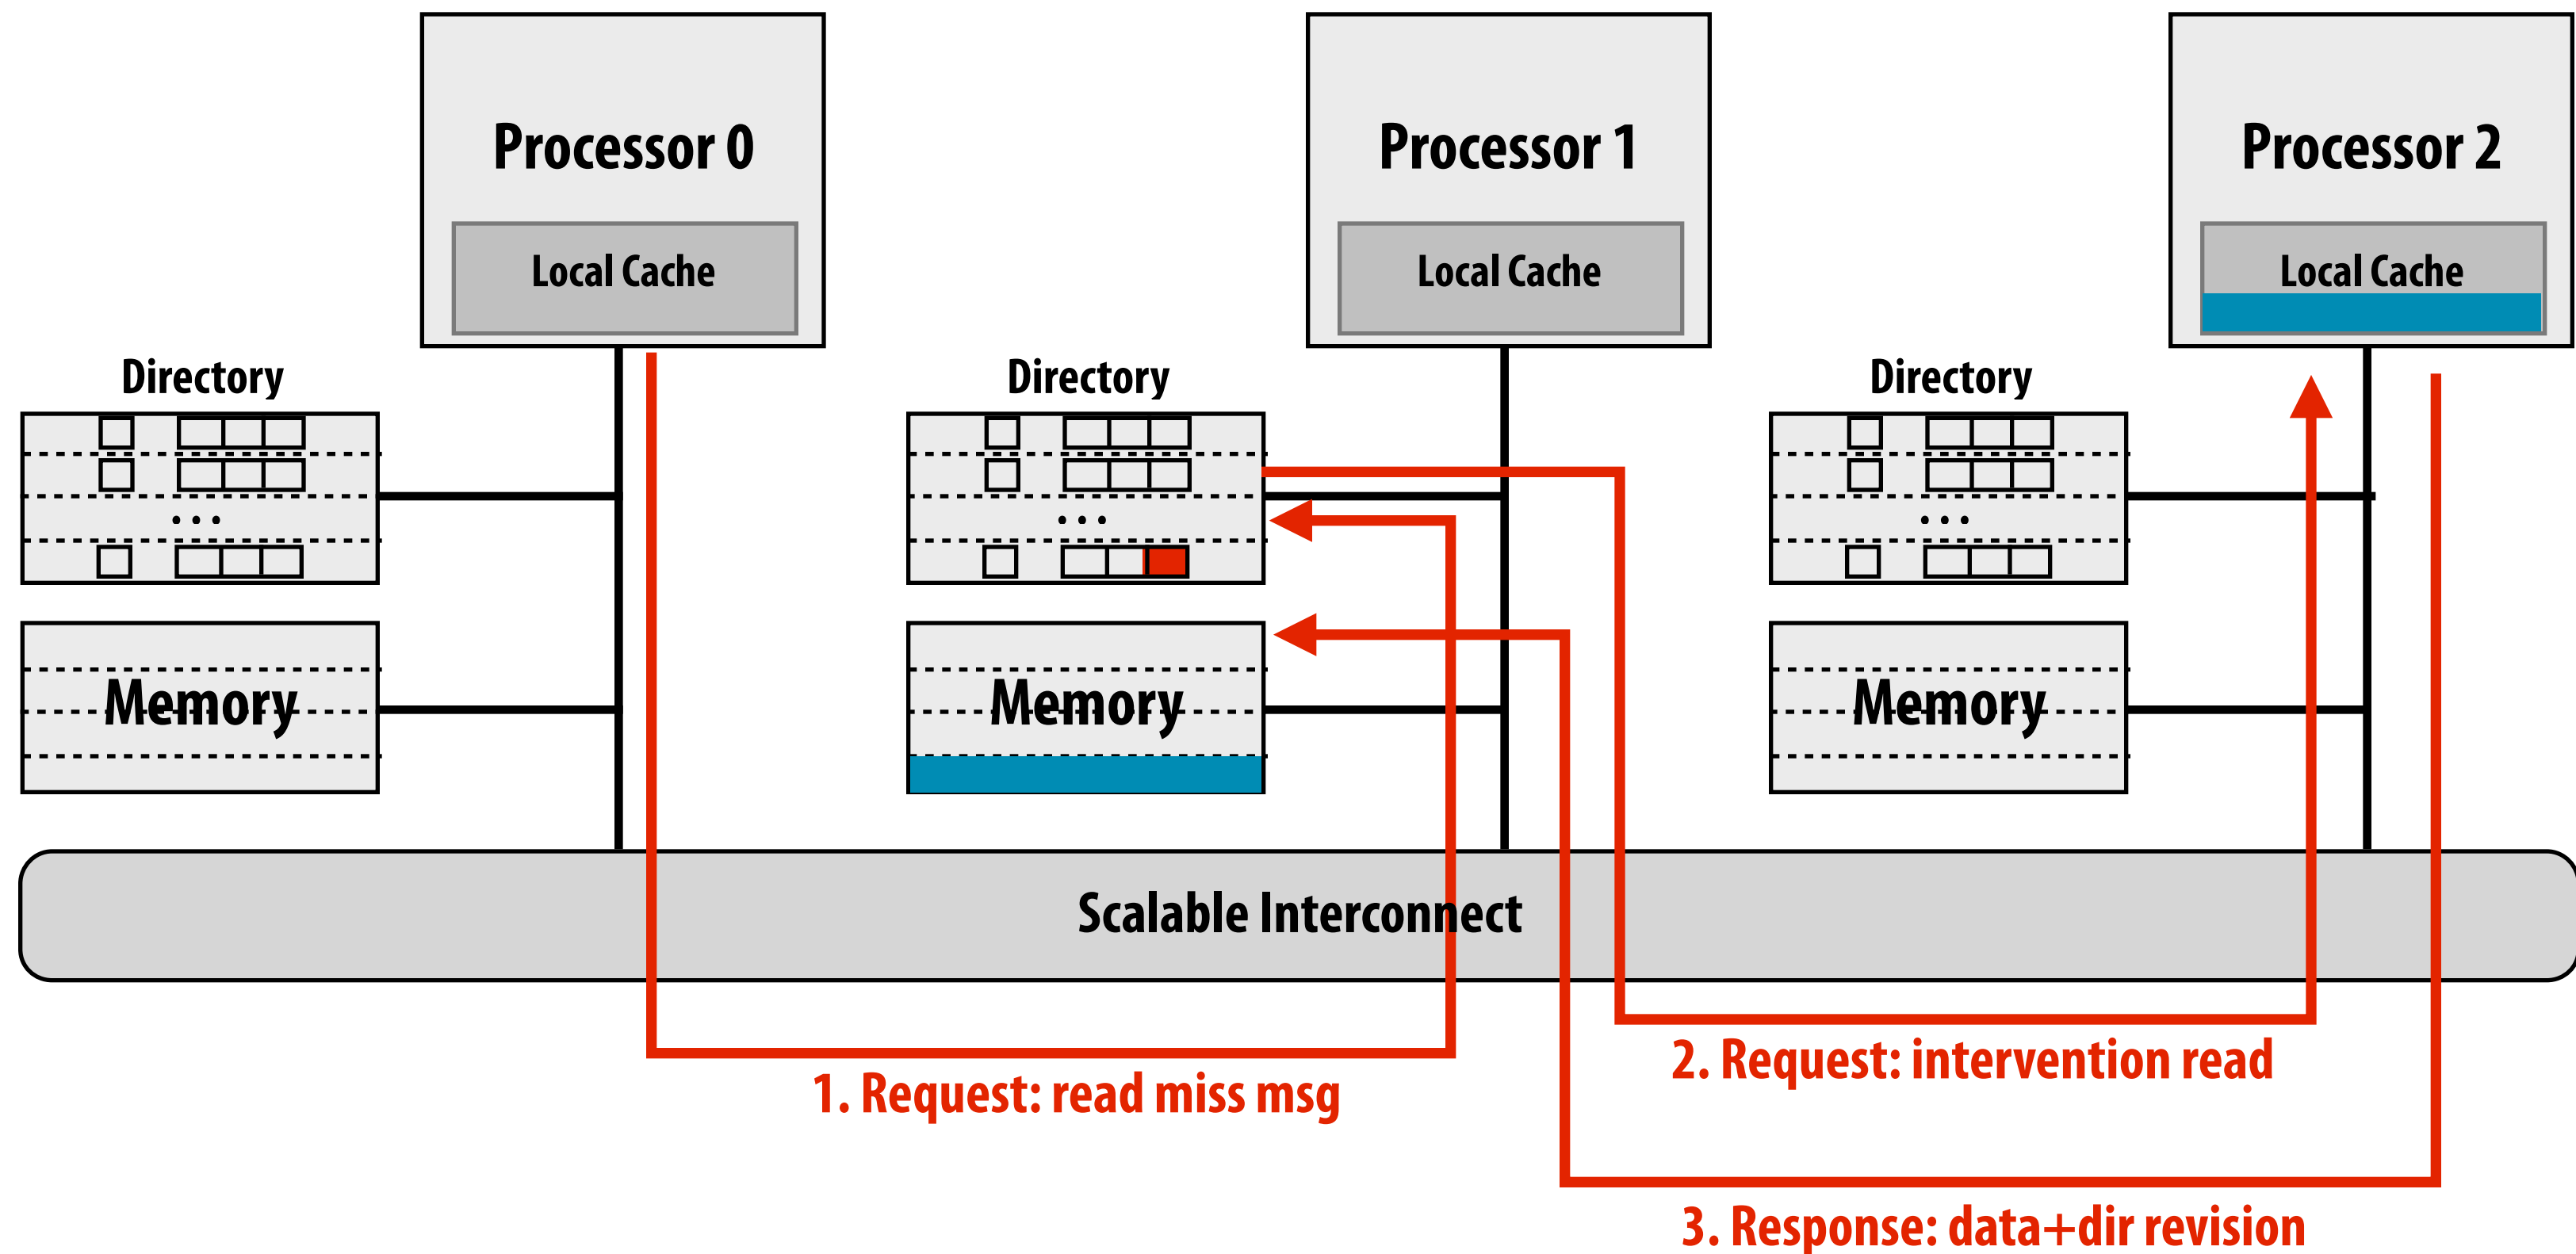 Processor 0
Processor 1
Processor 2
Local Cache
Local Cache
Local Cache
Directory
Directory
Directory
• • •
• • •
• • •
Memory
Memory
Memory
Scalable Interconnect
2. Request: intervention read
1. Request: read miss msg
3. Response: data+dir revision